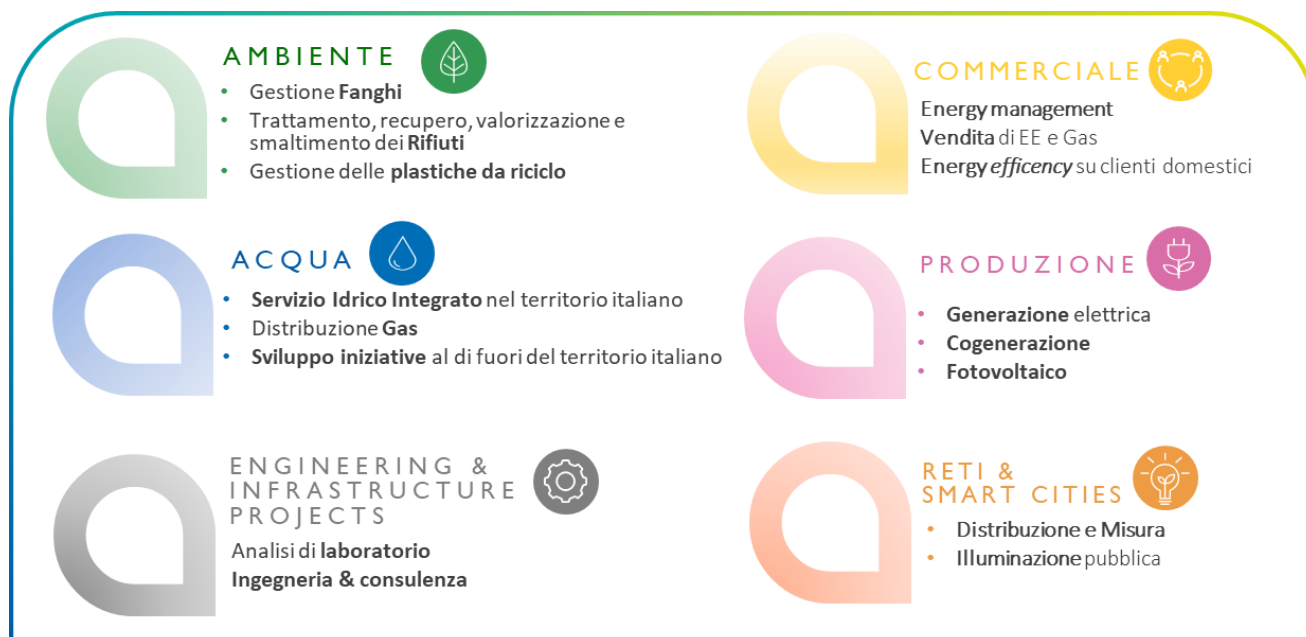 AMBIENTE
• Gestione Fanghi
• Trattamento, recupero, valorizzazione e
smaltimento dei Rifiuti
• Gestione delle plastiche da riciclo
COMMERCIALE
Energy management
Vendita di EE e Gas
Energy efficency su clienti domestici
ACQUA
• Servizio Idrico Integrato nel territorio italiano
• Distribuzione Gas
• Sviluppo iniziative al di fuori del territorio italiano
PRODUZIONE
• Generazione elettrica
• Cogenerazione
• Fotovoltaico
ENGINEERING &
INFRASTRUCTURE
PROJECTS
Analisi di laboratorio
Ingegneria & consulenza
RETI &
SMART CITIES
• Distribuzione e Misura
• Illuminazione pubblica